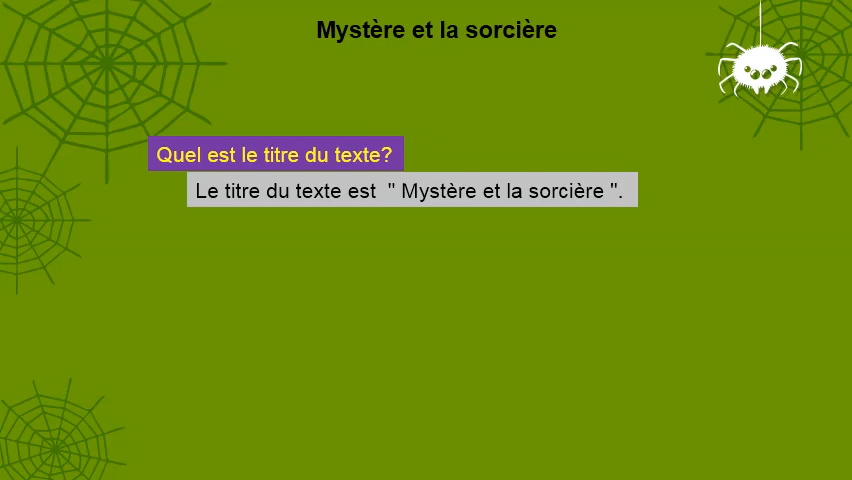 Mystère et la sorcière
Quel est le titre du texte?
Le titre du texte est  " Mystère et la sorcière ".